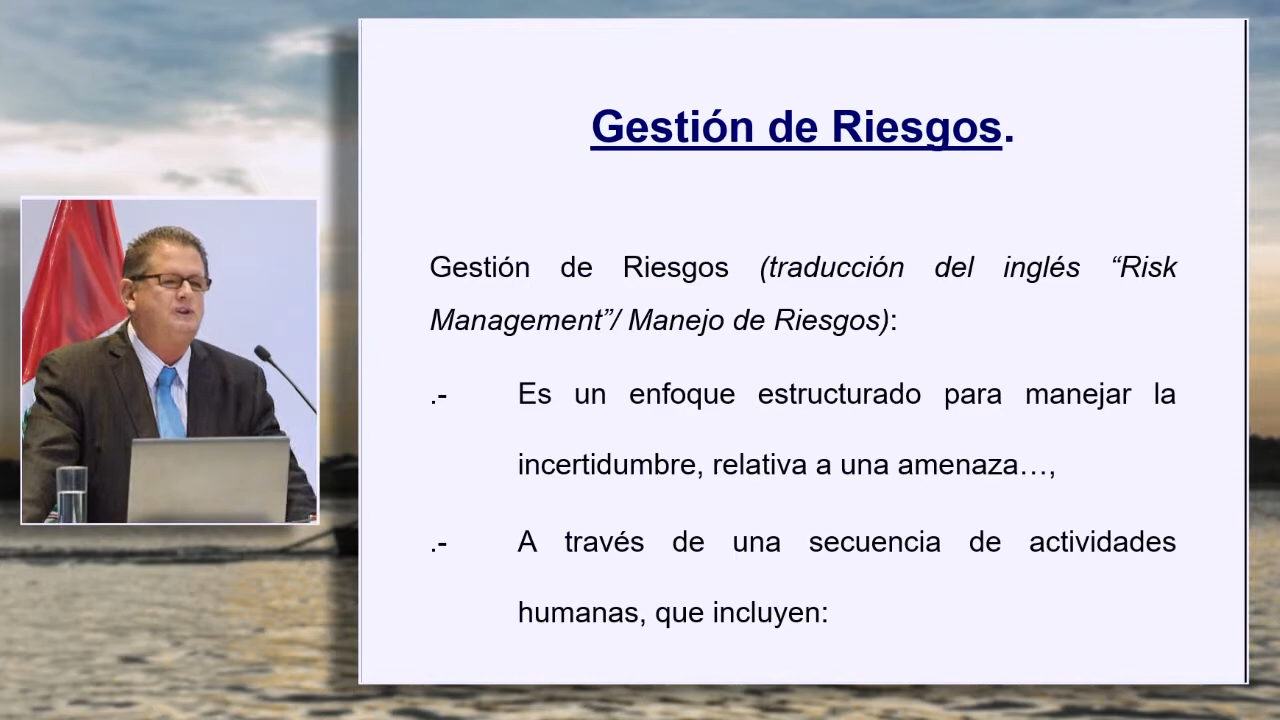 Gestión de Riesgos.
Gestión de Riesgos (traducción del inglés “Risk
Management”/ Manejo de Riesgos):
.- Es un enfoque estructurado para manejar la
incertidumbre, relativa a una amenaza…,
.- A través de una secuencia de actividades
humanas, que incluyen: